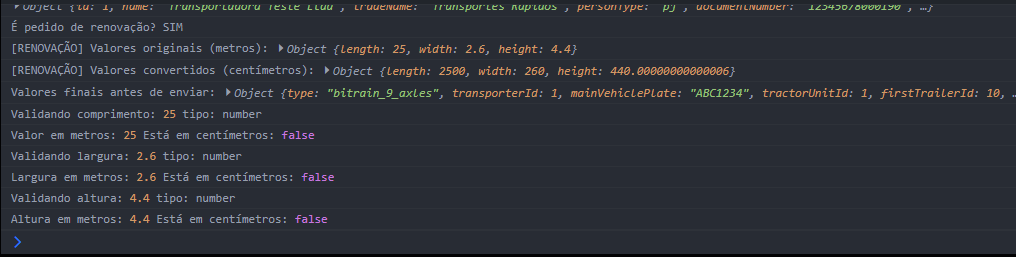 ▶Object {id: 1, name: "Transportadora Teste Ltda", tradeName: "Transportes Rápidos", personType: "pj", documentNumber: "12345678000190", …}
É pedido de renovação? SIM
[RENOVAÇÃO] Valores originais (metros): ▶Object {length: 25, width: 2.6, height: 4.4}
[RENOVAÇÃO] Valores convertidos (centímetros): ▶Object {length: 2500, width: 260, height: 440.00000000000006}
Valores finais antes de enviar: ▶Object {type: "bitrain_9_axles", transporterId: 1, mainVehiclePlate: "ABC1234", tractorUnitId: 1, firstTrailerId: 10, …
Validando comprimento: 25 tipo: number
Valor em metros: 25 Está em centímetros: false
Validando largura: 2.6 tipo: number
Largura em metros: 2.6 Está em centímetros: false
Validando altura: 4.4 tipo: number
Altura em metros: 4.4 Está em centímetros: false